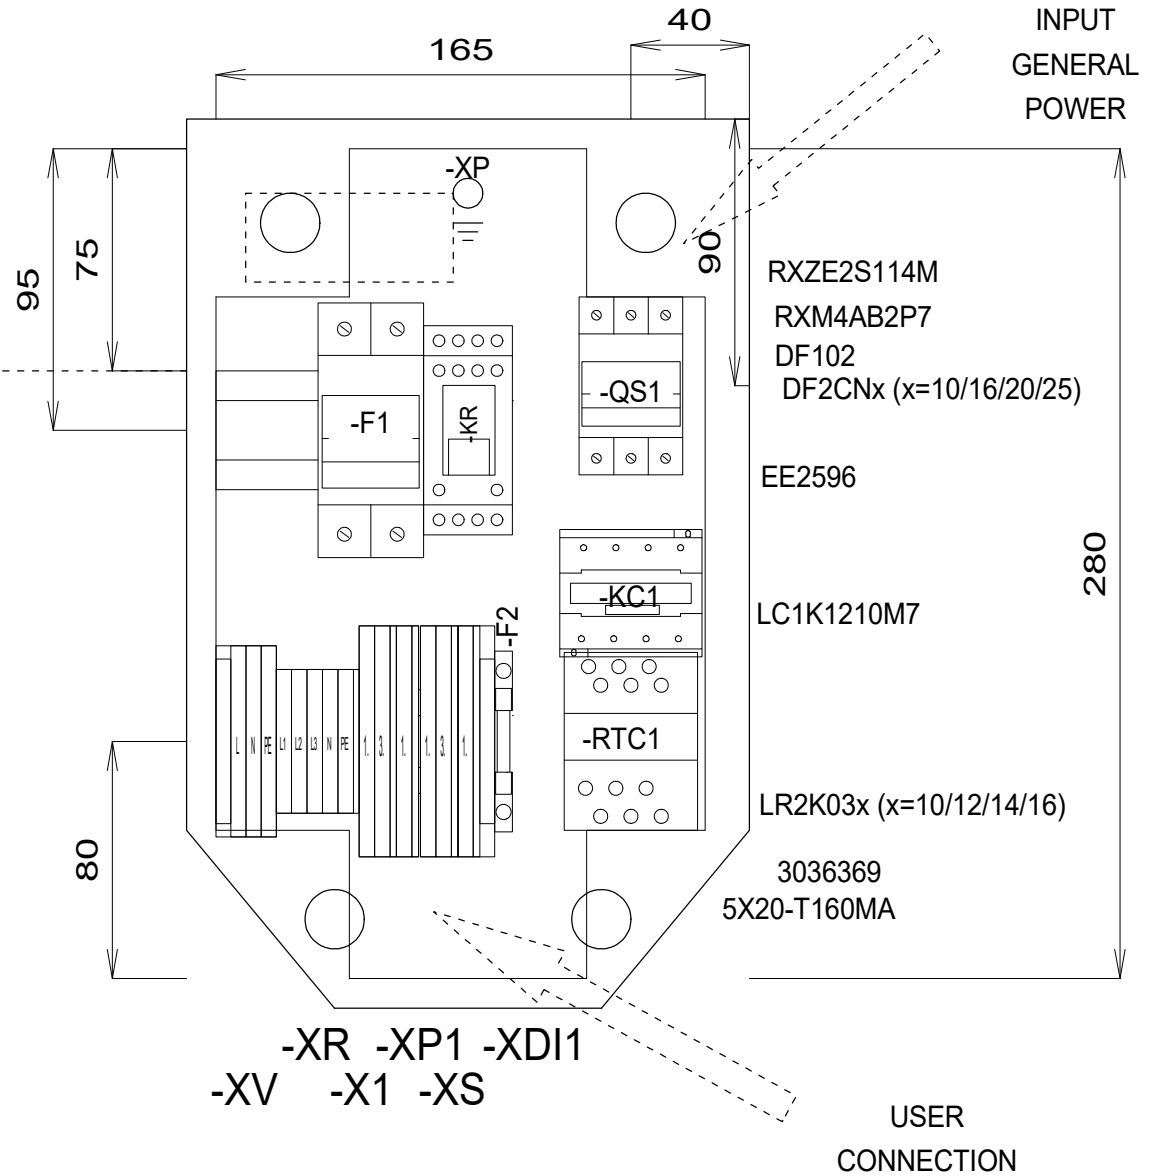 40
INPUT
GENERAL
POWER
165
-XP
75
95
90
280
80
RXZE2S114M
RXM4AB2P7
DF102
DF2CNx (x=10/16/20/25)
-F1
-KR
-QS1
EE2596
0
-KC1
LC1K1210M7
0
-F2
-RTC1
L N PE L1 L2 L3 N PE 1. 3. 1. 1. 3. 1.
LR2K03x (x=10/12/14/16)
3036369
5X20-T160MA
-XR -XP1 -XDI1
-XV -X1 -XS
USER
CONNECTION